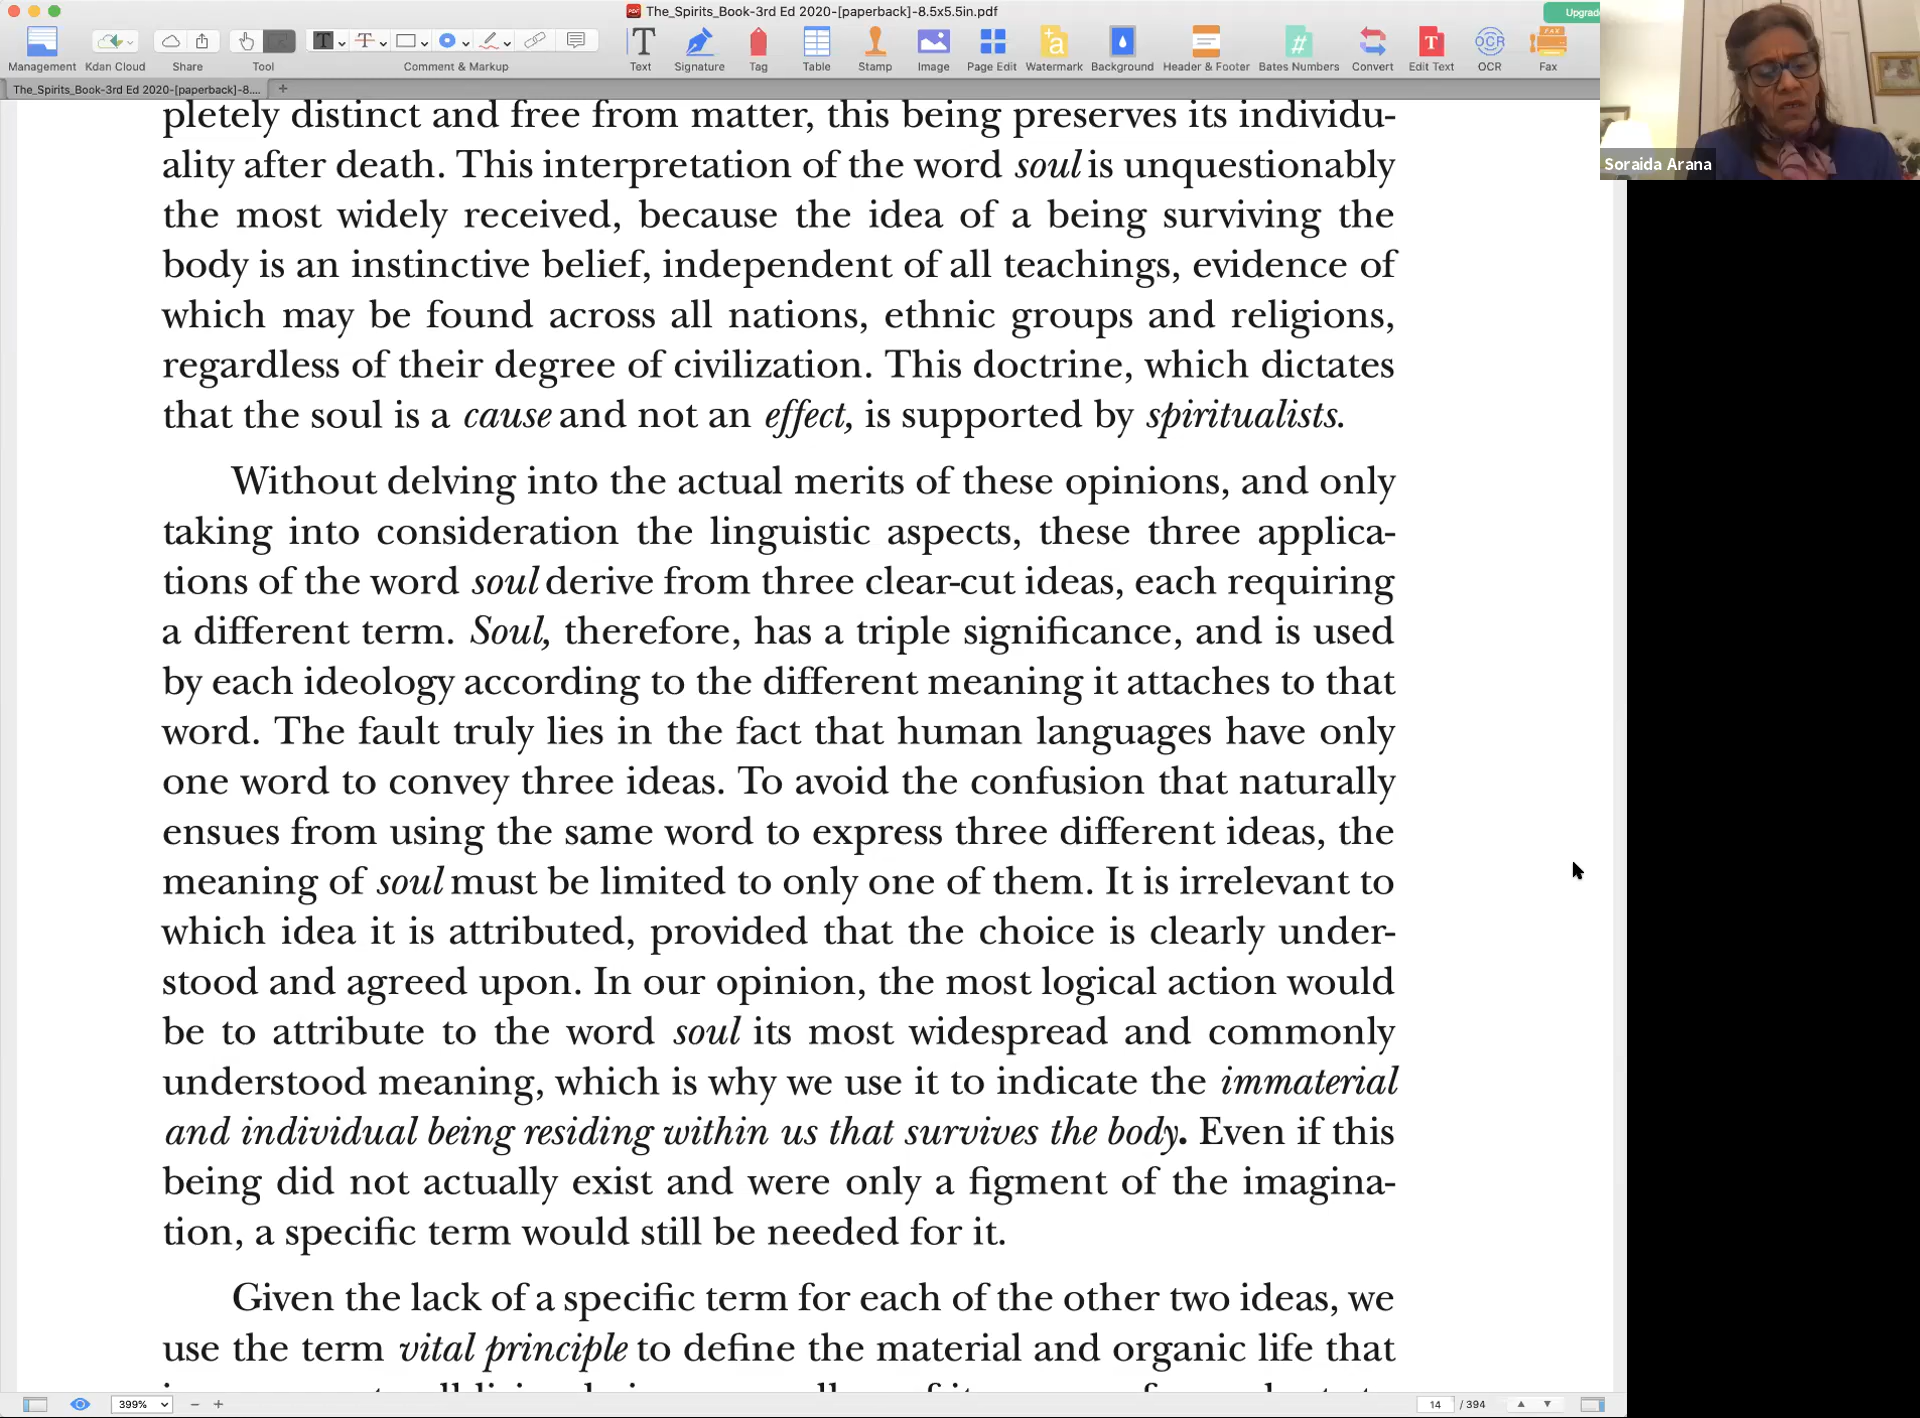 The_Spirits_Book-3rd Ed 2020-[paperback]-8.5x5.5in.pdf
Management Kdan Cloud Share Tool Comment & Markup Text Signature Tag Table Stamp Image Page Edit Watermark Background Header & Footer Bates Numbers Convert Edit Text OCR Fax
The_Spirits_Book-3rd Ed 2020-[paperback]-8....
Soraida Arana
pletely distinct and free from matter, this being preserves its individu-
ality after death. This interpretation of the word soul is unquestionably
the most widely received, because the idea of a being surviving the
body is an instinctive belief, independent of all teachings, evidence of
which may be found across all nations, ethnic groups and religions,
regardless of their degree of civilization. This doctrine, which dictates
that the soul is a cause and not an effect, is supported by spiritualists.
Without delving into the actual merits of these opinions, and only
taking into consideration the linguistic aspects, these three applica-
tions of the word soul derive from three clear-cut ideas, each requiring
a different term. Soul, therefore, has a triple significance, and is used
by each ideology according to the different meaning it attaches to that
word. The fault truly lies in the fact that human languages have only
one word to convey three ideas. To avoid the confusion that naturally
ensues from using the same word to express three different ideas, the
meaning of soul must be limited to only one of them. It is irrelevant to
which idea it is attributed, provided that the choice is clearly under-
stood and agreed upon. In our opinion, the most logical action would
be to attribute to the word soul its most widespread and commonly
understood meaning, which is why we use it to indicate the immaterial
and individual being residing within us that survives the body. Even if this
being did not actually exist and were only a figment of the imagina-
tion, a specific term would still be needed for it.
Given the lack of a specific term for each of the other two ideas, we
use the term vital principle to define the material and organic life that
399%
14 / 394